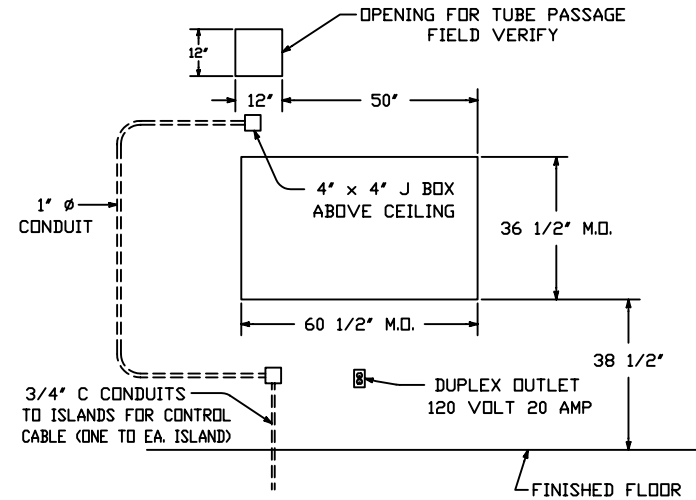 OPENING FOR TUBE PASSAGE
FIELD VERIFY
12"
12"
50"
4" x 4" J BOX
ABOVE CEILING
1" Ø
CONDUIT
36 1/2" M.O.
60 1/2" M.O.
38 1/2"
3/4" C CONDUITS
TO ISLANDS FOR CONTROL
CABLE (ONE TO EA. ISLAND)
DUPLEX OUTLET
120 VOLT 20 AMP
FINISHED FLOOR